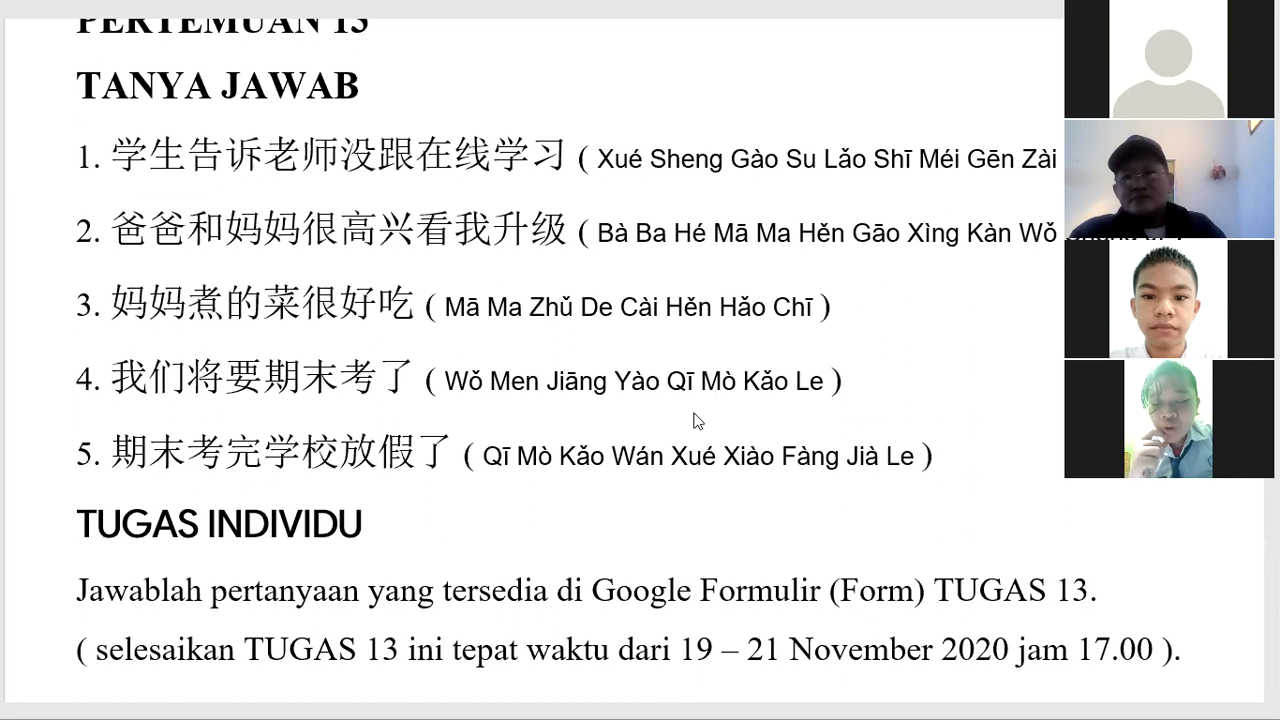 PERTEMUAN 13
TANYA JAWAB
1. 学生告诉老师没跟在线学习 ( Xué Sheng Gào Su Lǎo Shī Méi Gēn Zài
2. 爸爸和妈妈很高兴看我升级 ( Bà Ba Hé Mā Ma Hěn Gāo Xìng Kàn Wǒ
3. 妈妈煮的菜很好吃 ( Mā Ma Zhǔ De Cài Hěn Hǎo Chī )
4. 我们将要期末考了 ( Wǒ Men Jiāng Yào Qī Mò Kǎo Le )
5. 期末考完学校放假了 ( Qī Mò Kǎo Wán Xué Xiào Fàng Jià Le )
TUGAS INDIVIDU
Jawablah pertanyaan yang tersedia di Google Formulir (Form) TUGAS 13.
( selesaikan TUGAS 13 ini tepat waktu dari 19 – 21 November 2020 jam 17.00 ).